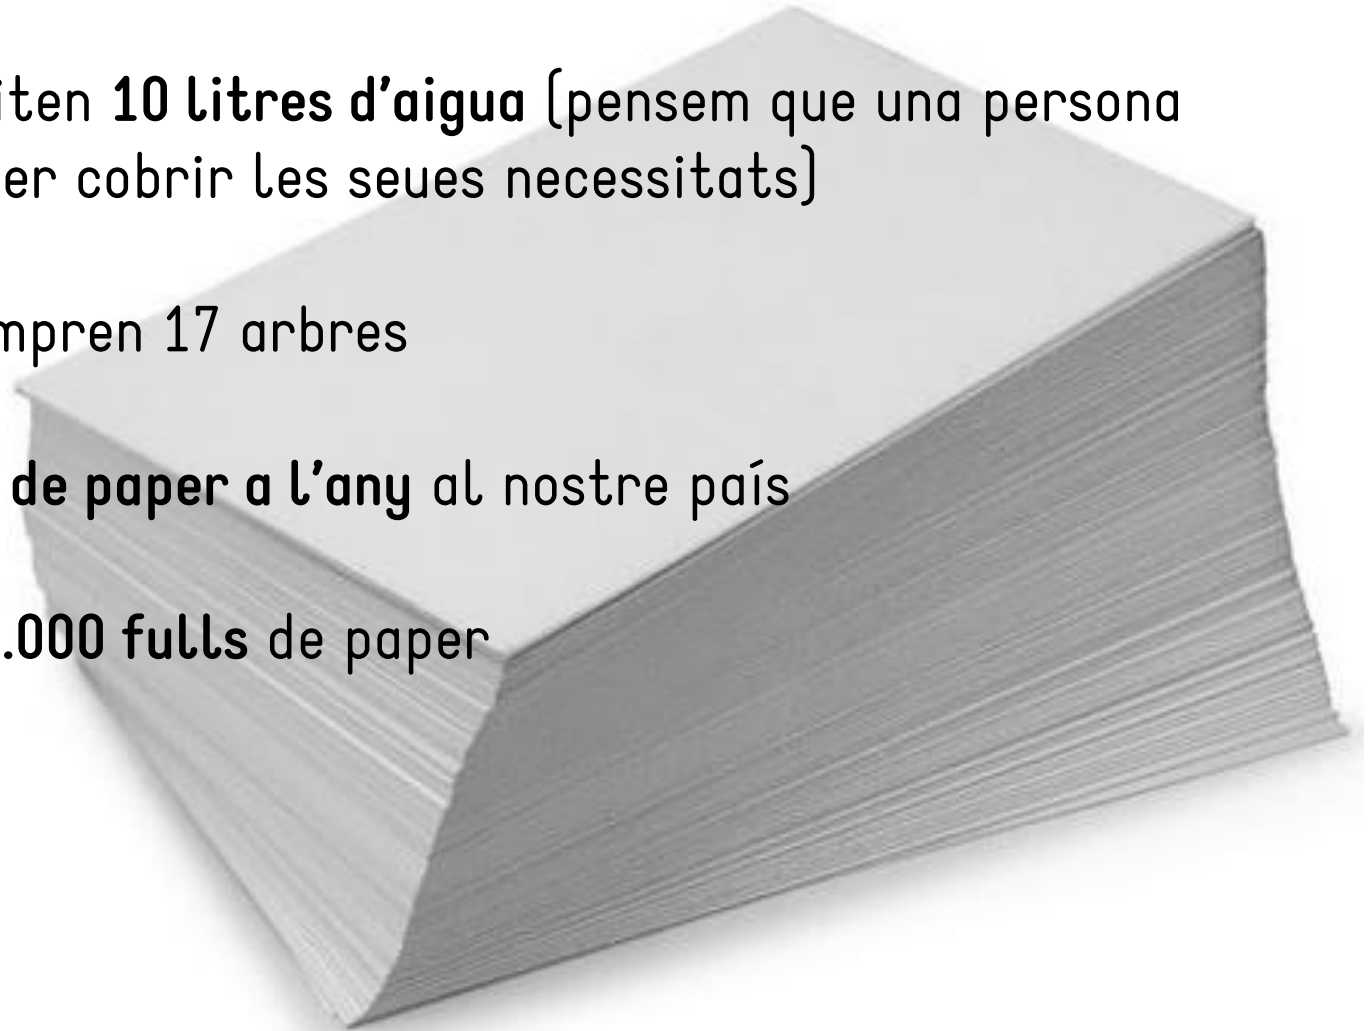 iten 10 litres d'aigua (pensem que una persona
er cobrir les seues necessitats)
mpren 17 arbres
de paper a l'any al nostre país
.000 fulls de paper